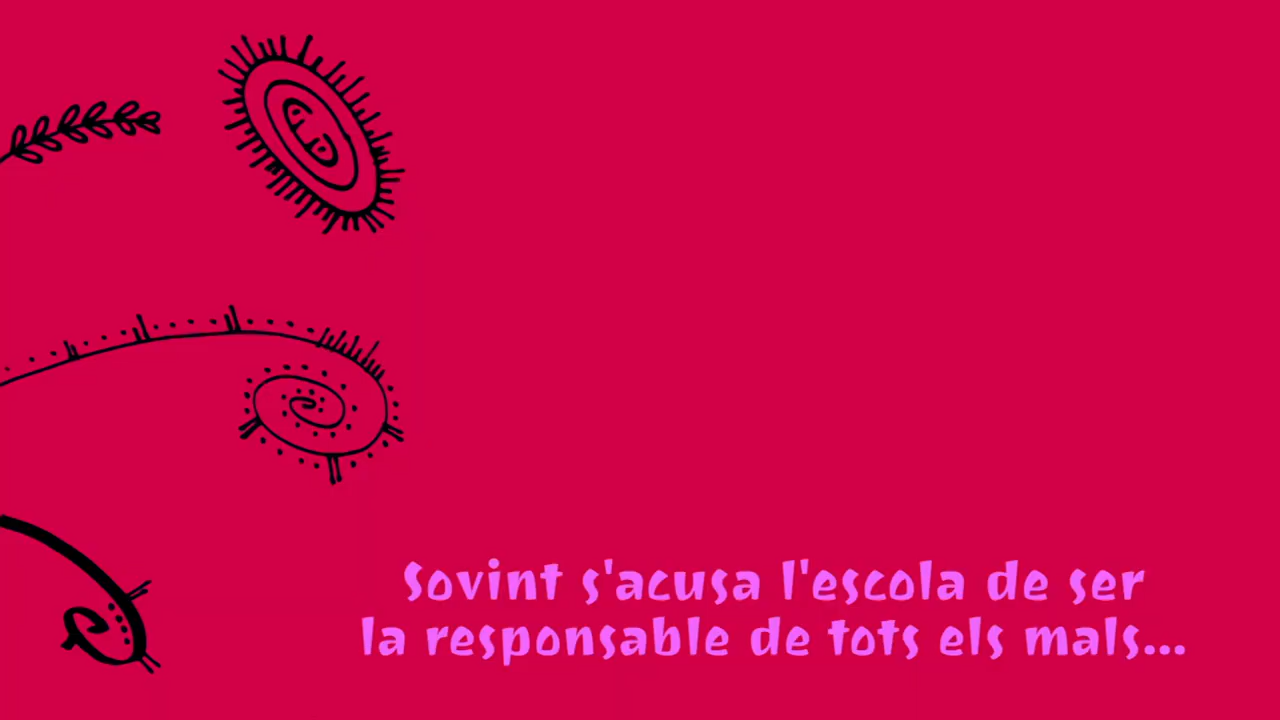 Sovint s'acusa l'escola de ser
la responsable de tots els mals...